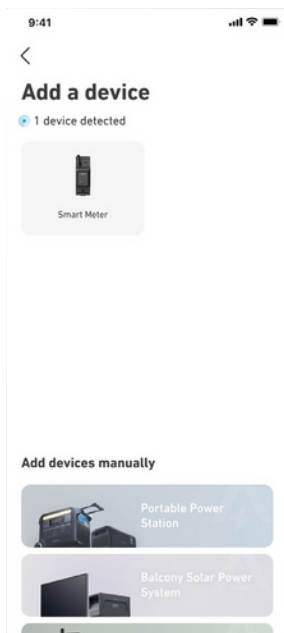 9:41
Add a device
1 device detected
Smart Meter
Add devices manually
Portable Power
Station
Balcony Solar Power
System